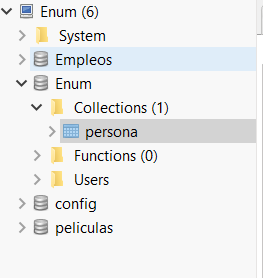 Enum (6)
System
Empleos
Enum
Collections (1)
persona
Functions (0)
Users
config
peliculas